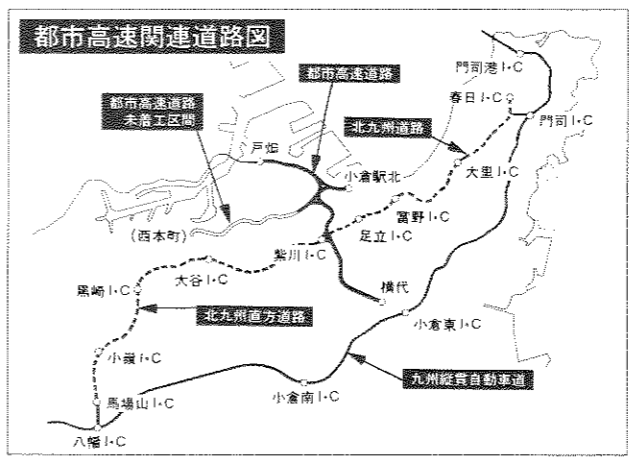 都市高速関連道路図
都市高速道路
門司港I・C
都市高速道路
未着工区間
春日I・C
北九州道路
門司I・C
戸畑
小倉駅北
大里I・C
富野I・C
足立I・C
(西本町)
紫川I・C
大谷I・C
黒崎I・C
横代
北九州直方道路
小倉東I・C
小嶺I・C
九州縦貫自動車道
馬場山I・C
小倉南I・C
八幡I・C